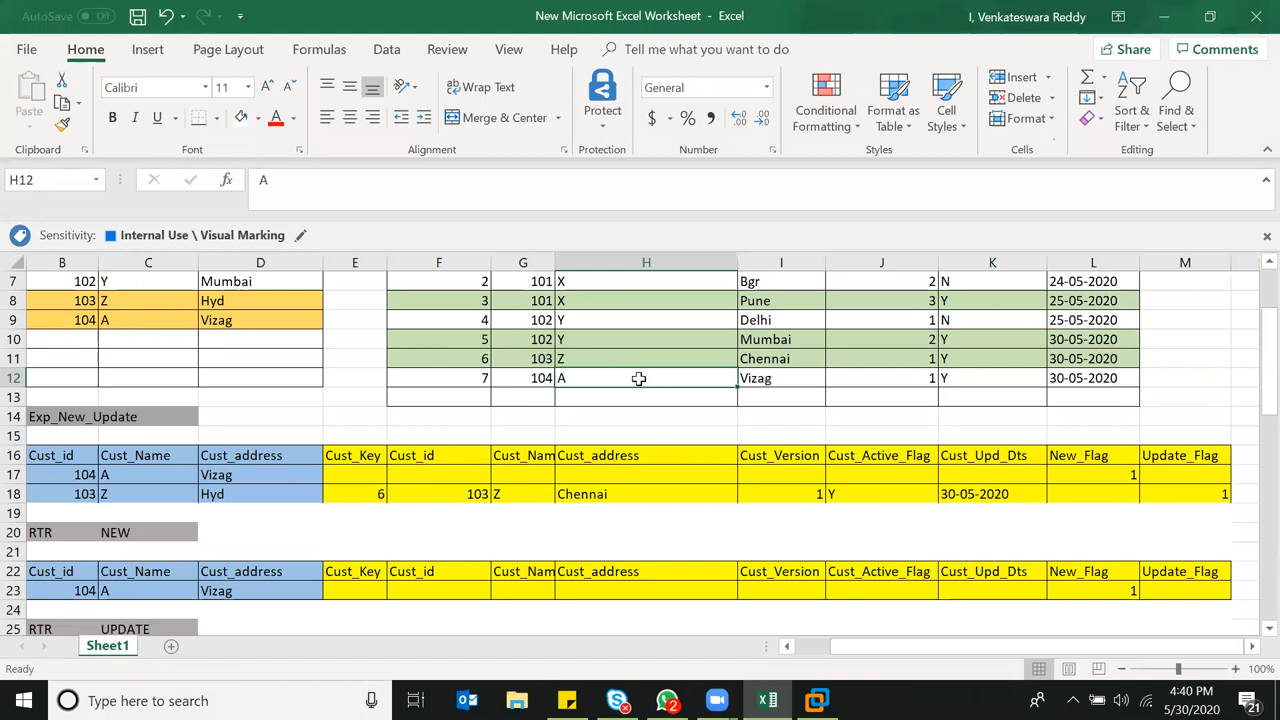 AutoSave Off New Microsoft Excel Worksheet - Excel I, Venkateswara Reddy
File Home Insert Page Layout Formulas Data Review View Help Tell me what you want to do Share Comments
Paste Calibri 11 Wrap Text General Conditional Formatting Format as Table Cell Styles Insert Sort & Filter Find & Select
B I U A Merge & Center Protect $ % Delete
Format
Clipboard Font Alignment Protection Number Styles Cells Editing
H12 fx A
Sensitivity: Internal Use \ Visual Marking
B C D E F G H I J K L M
7 102 Y Mumbai 2 101 X Bgr 2 N 24-05-2020
8 103 Z Hyd 3 101 X Pune 3 Y 25-05-2020
9 104 A Vizag 4 102 Y Delhi 1 N 25-05-2020
10 5 102 Y Mumbai 2 Y 30-05-2020
11 6 103 Z Chennai 1 Y 30-05-2020
12 7 104 A Vizag 1 Y 30-05-2020
13
14 Exp_New_Update
15
16 Cust_id Cust_Name Cust_address Cust_Key Cust_id Cust_Nam Cust_address Cust_Version Cust_Active_Flag Cust_Upd_Dts New_Flag Update_Flag
17 104 A Vizag 1
18 103 Z Hyd 6 103 Z Chennai 1 Y 30-05-2020 1
19
20 RTR NEW
21
22 Cust_id Cust_Name Cust_address Cust_Key Cust_id Cust_Nam Cust_address Cust_Version Cust_Active_Flag Cust_Upd_Dts New_Flag Update_Flag
23 104 A Vizag 1
24
25 RTR UPDATE
Sheet1
Ready 100%
Type here to search 2 4:40 PM
5/30/2020 21